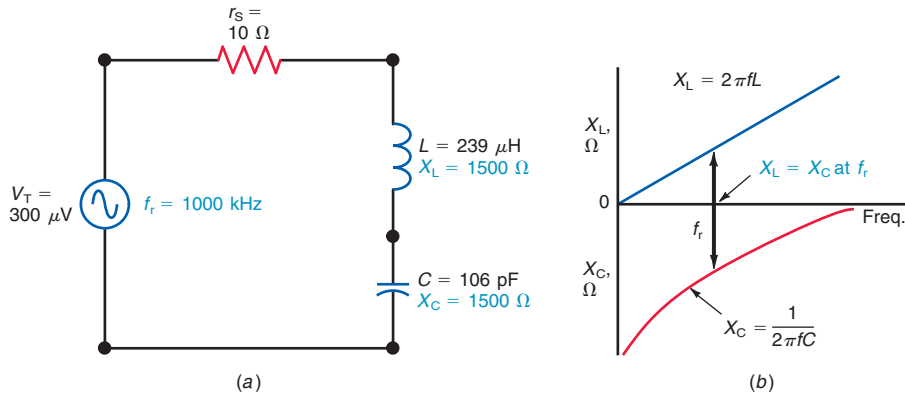 r_S =
10 Ω
L = 239 μH
X_L = 1500 Ω
V_T =
300 μV
f_r = 1000 kHz
C = 106 pF
X_C = 1500 Ω
(a)
X_L = 2πfL
X_L,
Ω
X_L = X_C at f_r
0
Freq.
f_r
X_C,
Ω
X_C = 1/2πfC
(b)